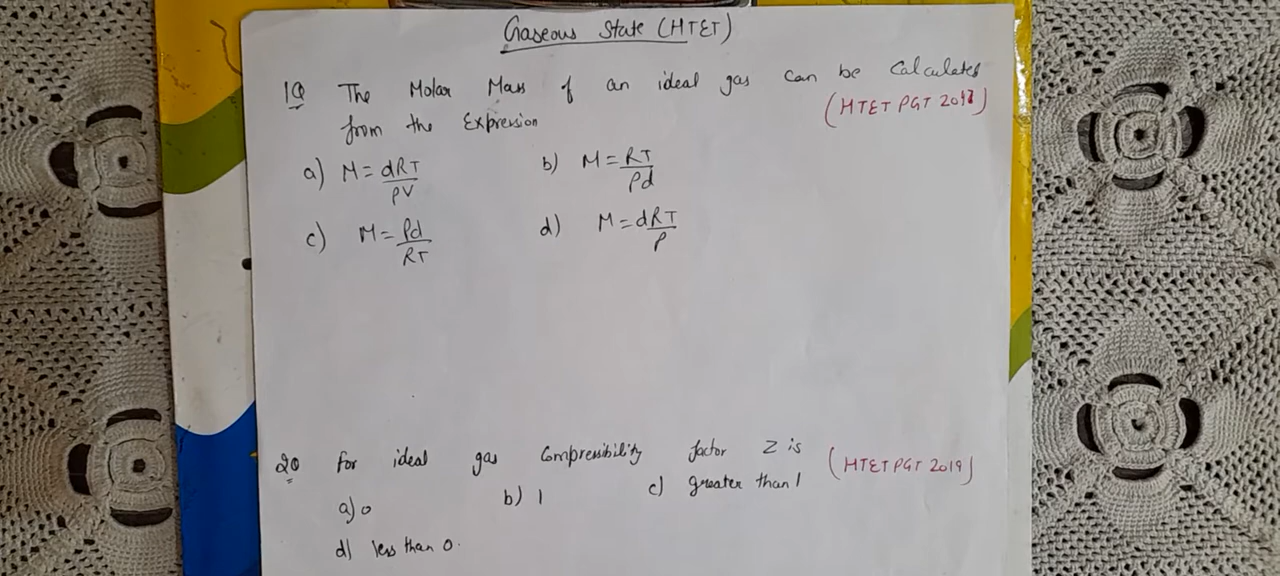 Gaseous State (HTET)
1Q The Molar Mass of an ideal gas can be Calculated
from the Expression (HTET PGT 2017)
a) M = dRT/PV b) M = RT/Pd
c) M = Pd/RT d) M = dRT/P
2Q For ideal gas Compressibility factor Z is (HTET PGT 2019)
a) 0 b) 1 c) greater than 1
d) less than 0.